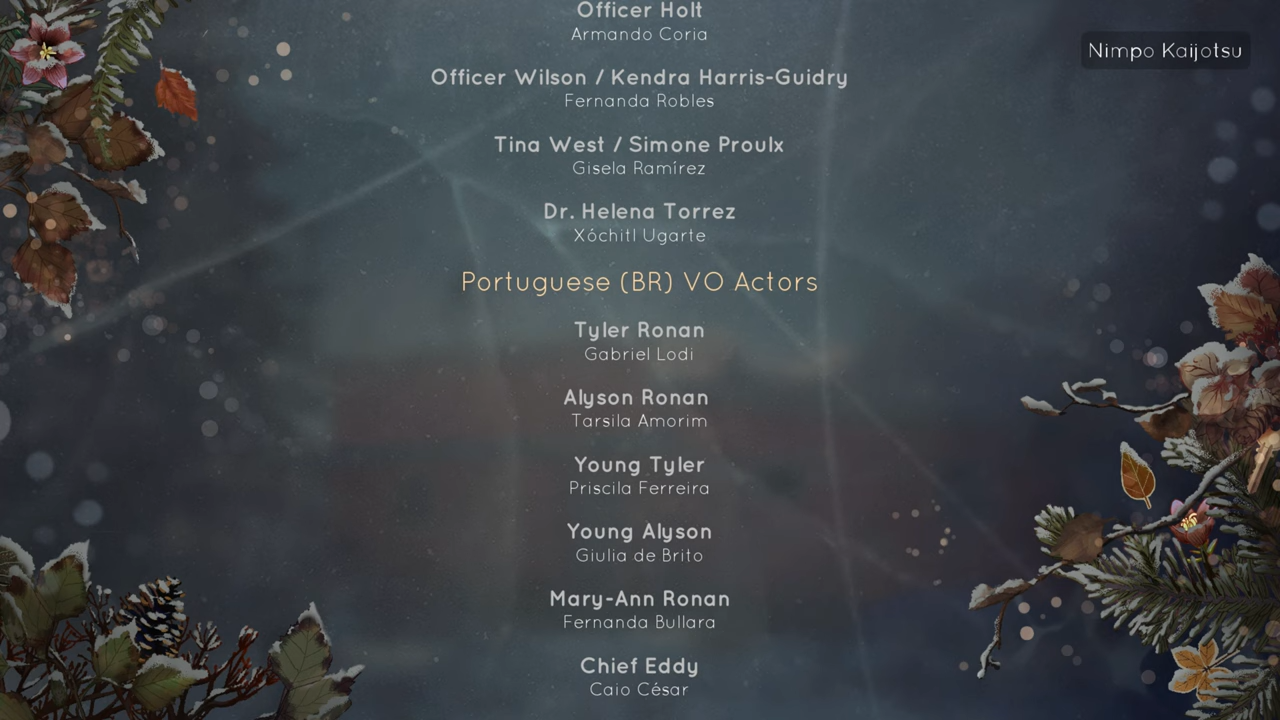 Officer Holt
Armando Coria
Nimpo Kaijotsu
Officer Wilson / Kendra Harris-Guidry
Fernanda Robles
Tina West / Simone Proulx
Gisela Ramírez
Dr. Helena Torrez
Xóchitl Ugarte
Portuguese (BR) VO Actors
Tyler Ronan
Gabriel Lodi
Alyson Ronan
Tarsila Amorim
Young Tyler
Priscila Ferreira
Young Alyson
Giulia de Brito
Mary-Ann Ronan
Fernanda Bullara
Chief Eddy
Caio César